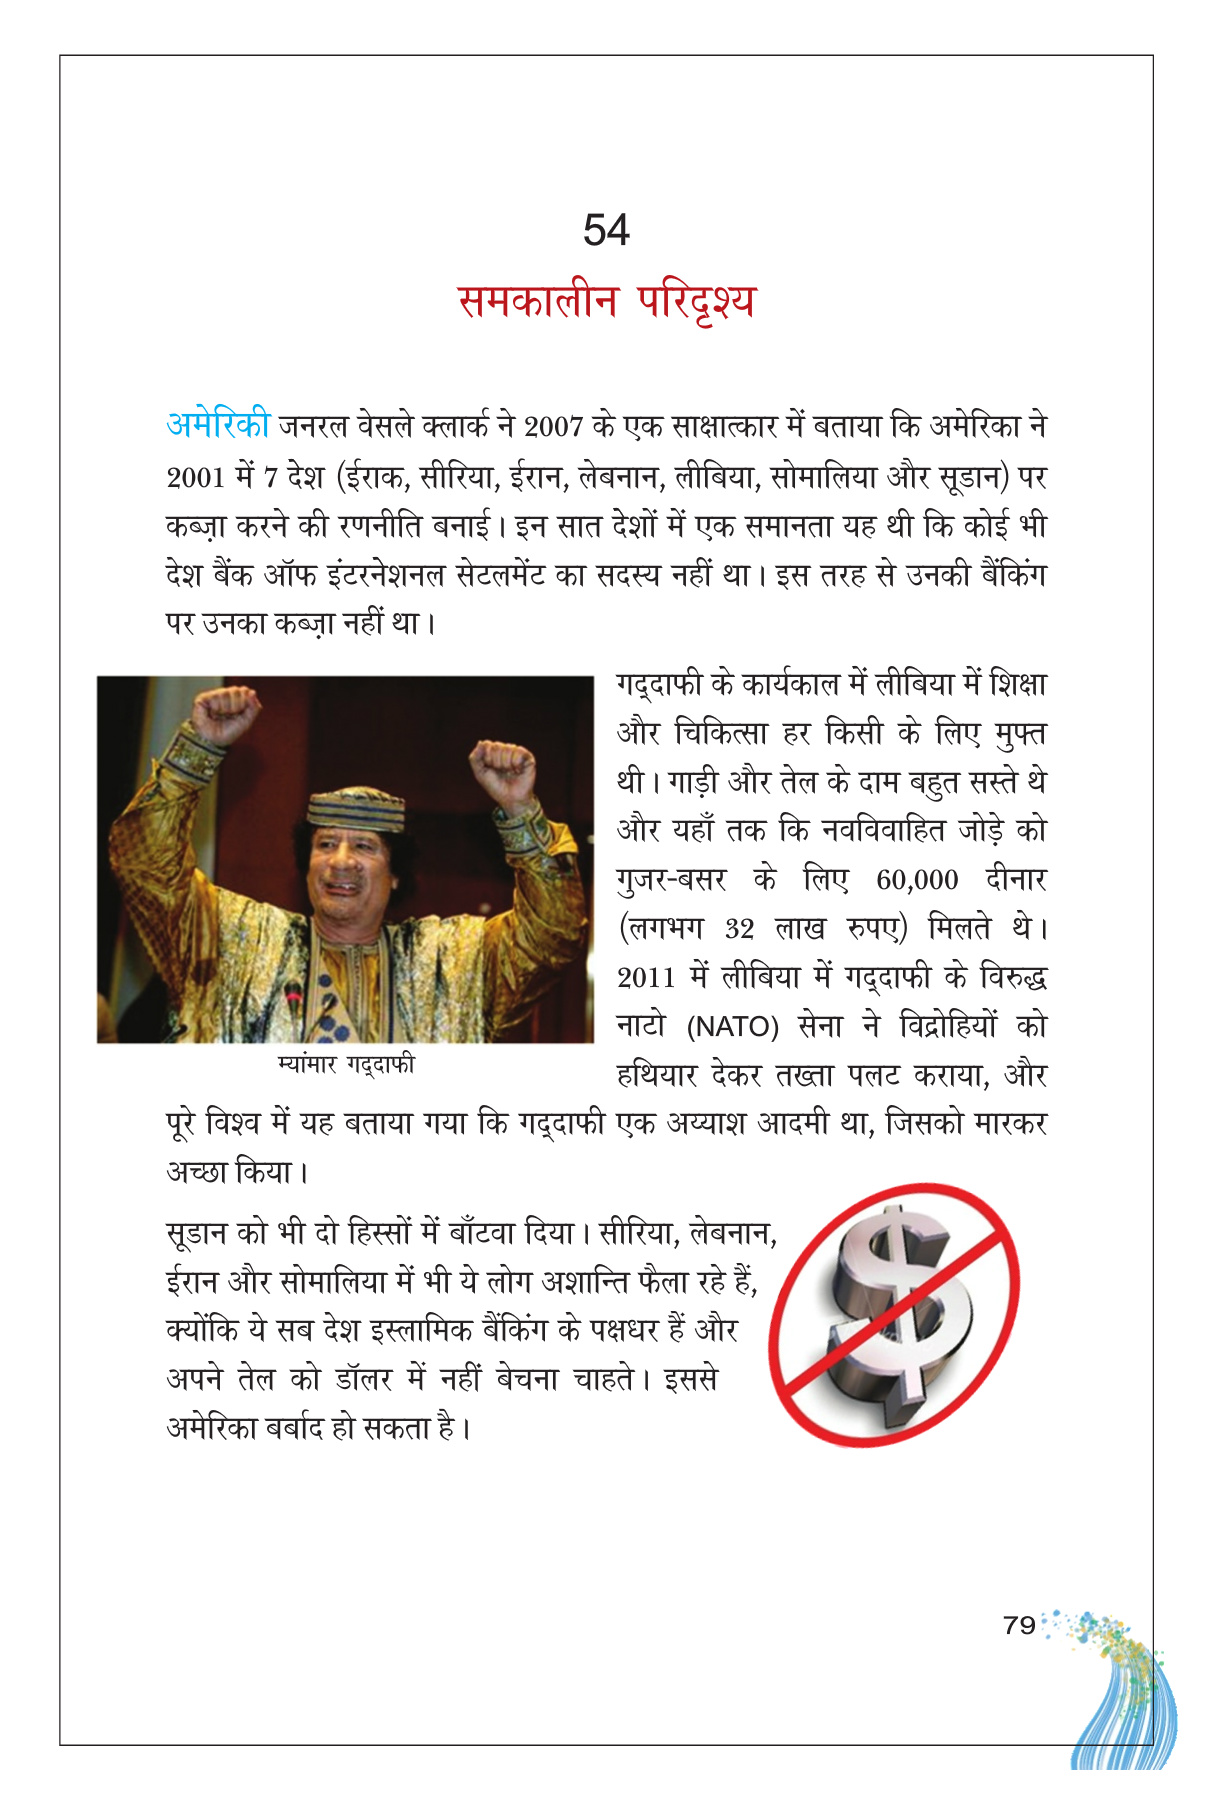 54
समकालीन परिदृश्य
अमेरिकी जनरल वेसले क्लार्क ने 2007 के एक साक्षात्कार में बताया कि अमेरिका ने
2001 में 7 देश (ईराक, सीरिया, ईरान, लेबनान, लीबिया, सोमालिया और सूडान) पर
कब्ज़ा करने की रणनीति बनाई। इन सात देशों में एक समानता यह थी कि कोई भी
देश बैंक ऑफ इंटरनेशनल सेटलमेंट का सदस्य नहीं था। इस तरह से उनकी बैंकिंग
पर उनका कब्ज़ा नहीं था।
गद्दाफी के कार्यकाल में लीबिया में शिक्षा
और चिकित्सा हर किसी के लिए मुफ्त
थी। गाड़ी और तेल के दाम बहुत सस्ते थे
और यहाँ तक कि नवविवाहित जोड़े को
गुजर-बसर के लिए 60,000 दीनार
(लगभग 32 लाख रुपए) मिलते थे।
2011 में लीबिया में गद्दाफी के विरुद्ध
नाटो (NATO) सेना ने विद्रोहियों को
हथियार देकर तख्ता पलट कराया, और
म्यांमार गद्दाफी
पूरे विश्व में यह बताया गया कि गद्दाफी एक अय्याश आदमी था, जिसको मारकर
अच्छा किया।
सूडान को भी दो हिस्सों में बाँटवा दिया। सीरिया, लेबनान,
ईरान और सोमालिया में भी ये लोग अशान्ति फैला रहे हैं,
क्योंकि ये सब देश इस्लामिक बैंकिंग के पक्षधर हैं और
अपने तेल को डॉलर में नहीं बेचना चाहते। इससे
अमेरिका बर्बाद हो सकता है।
79